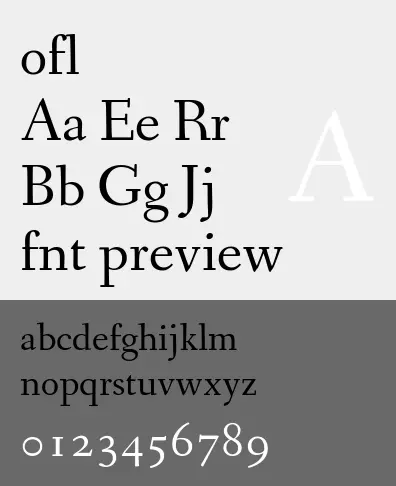 ofl
Aa Ee Rr
A
Bb Gg Jj
fnt preview
abcdefghijklm
nopqrstuvwxyz
0123456789